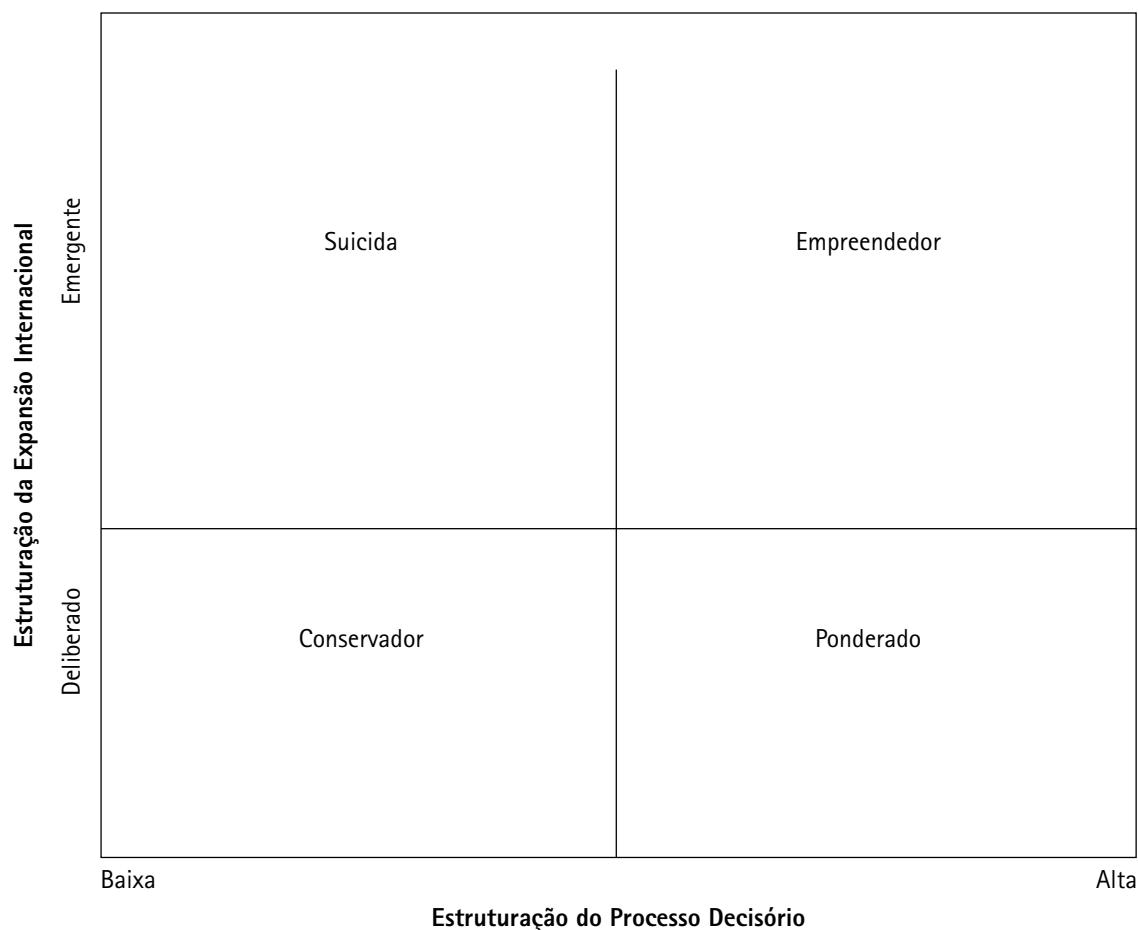 Estruturação da Expansão Internacional
Emergente
Deliberado
Suicida
Empreendedor
Conservador
Ponderado
Baixa
Alta
Estruturação do Processo Decisório